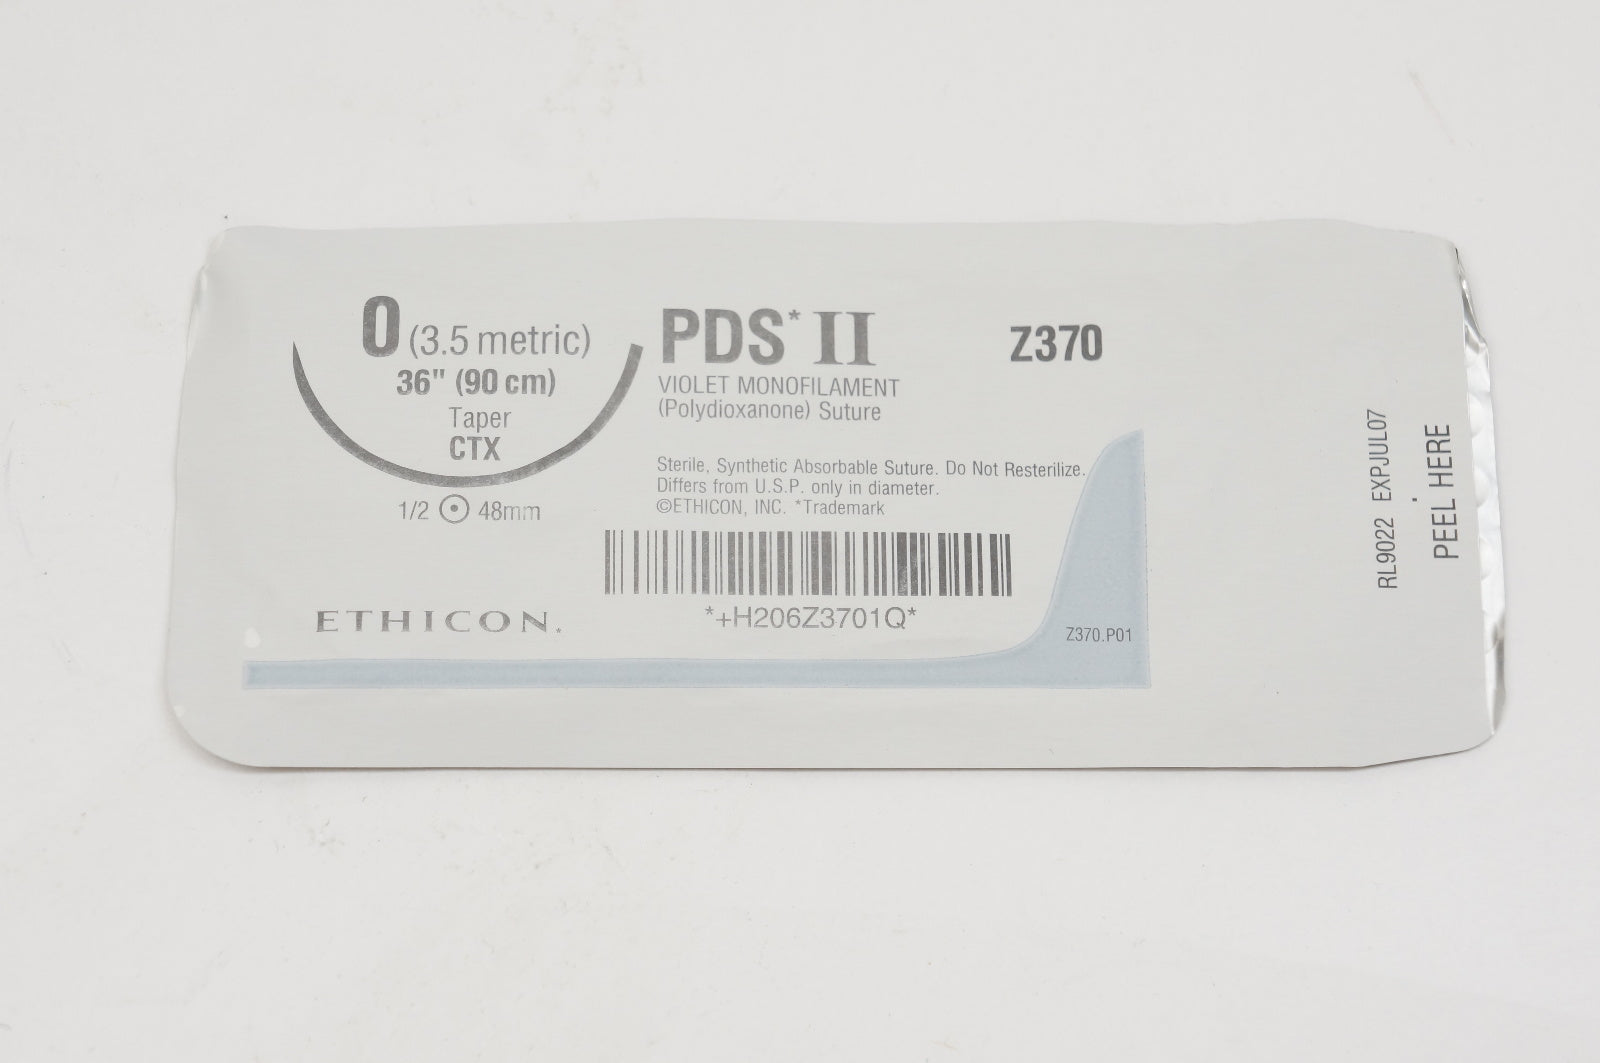 0 (3.5 metric)
36" (90 cm)
Taper
CTX
1/2 48mm
ETHICON.
PDS* II
VIOLET MONOFILAMENT
(Polydioxanone) Suture
Z370
Sterile, Synthetic Absorbable Suture. Do Not Resterilize.
Differs from U.S.P. only in diameter.
©ETHICON, INC. *Trademark
*+H206Z3701Q*
Z370.P01
RL9022 EXPJUL07
PEEL HERE